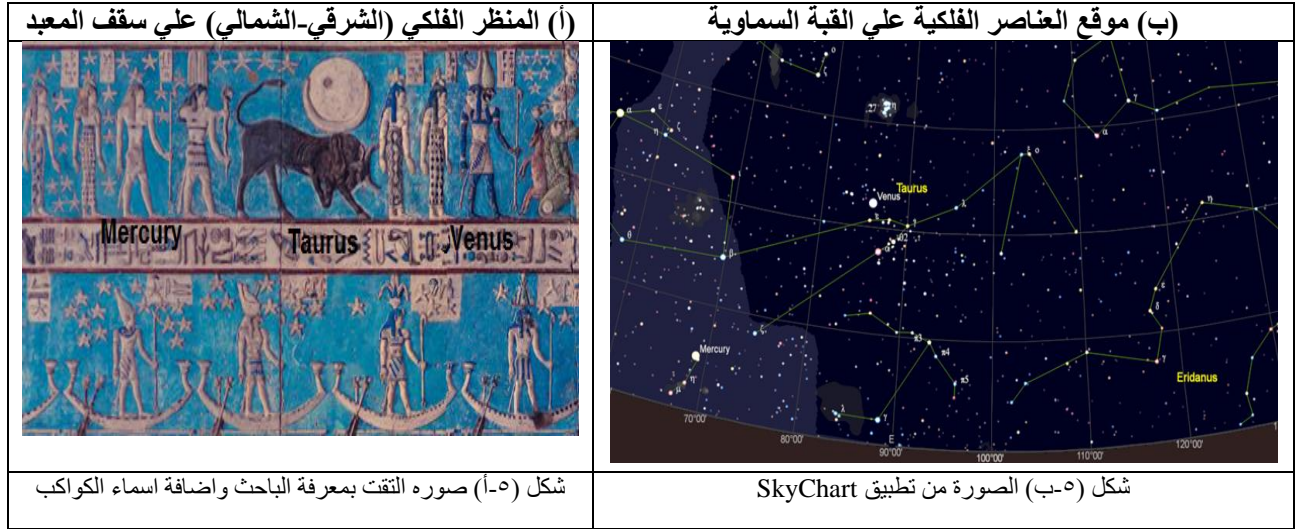 (أ) المنظر الفلكي (الشرقي-الشمالي) علي سقف المعبد
(ب) موقع العناصر الفلكية علي القبة السماوية
Mercury
Taurus
Venus
Venus
Taurus
Mercury
Eridanus
70°00'
80°00'
E
90°00'
100°00'
110°00'
120°00'
شكل (٥-أ) صوره التقت بمعرفة الباحث واضافة اسماء الكواكب
شكل (٥-ب) الصورة من تطبيق SkyChart